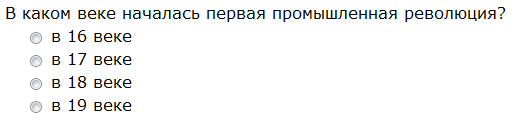 В каком веке началась первая промышленная революция?
в 16 веке
в 17 веке
в 18 веке
в 19 веке